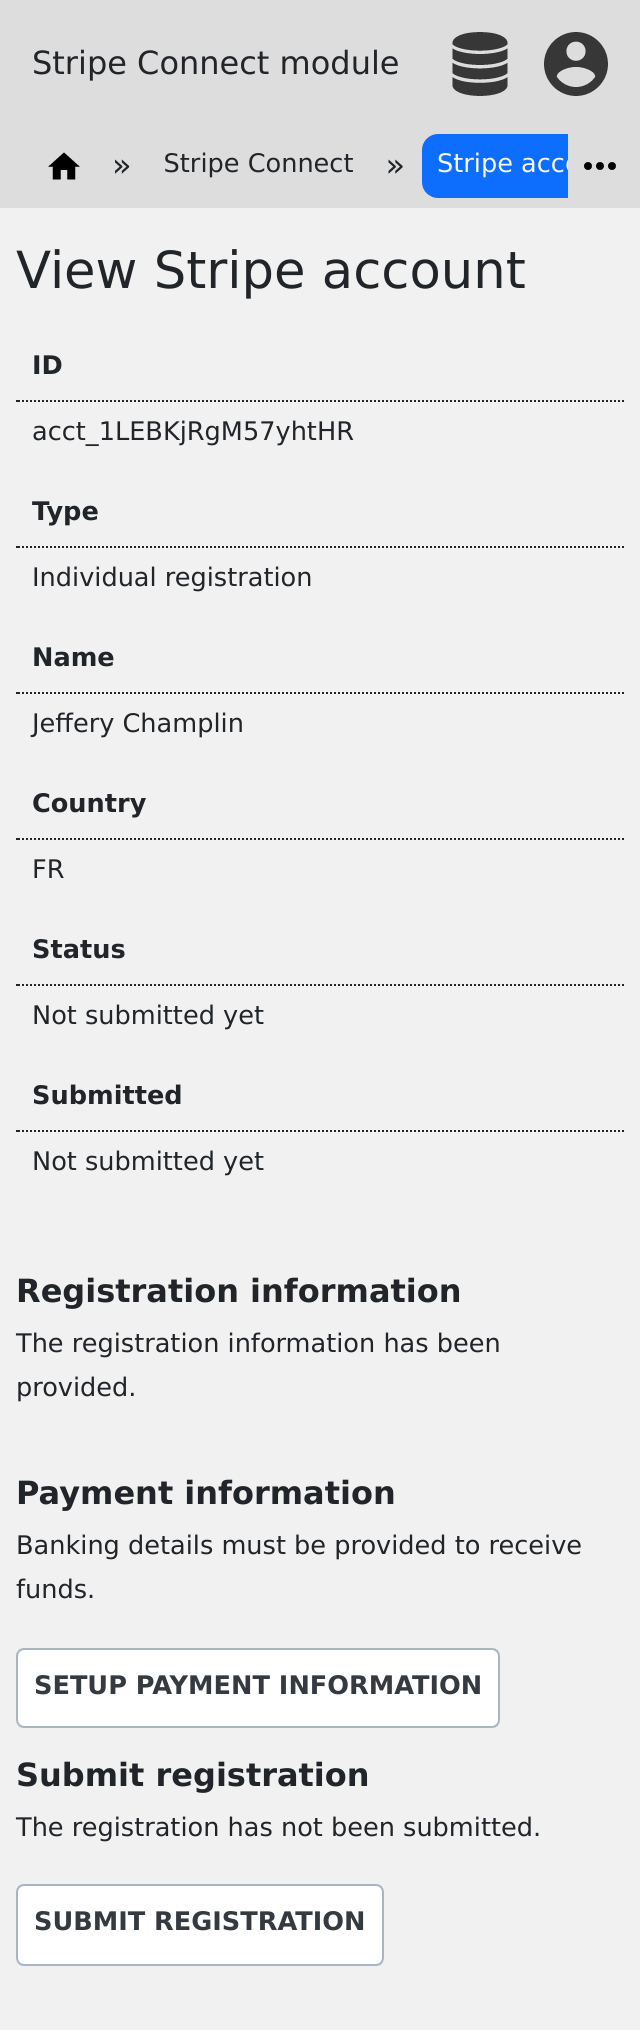 Stripe Connect module
» Stripe Connect » Stripe acc
View Stripe account
ID
acct_1LEBKjRgM57yhtHR
Type
Individual registration
Name
Jeffery Champlin
Country
FR
Status
Not submitted yet
Submitted
Not submitted yet
Registration information
The registration information has been
provided.
Payment information
Banking details must be provided to receive
funds.
SETUP PAYMENT INFORMATION
Submit registration
The registration has not been submitted.
SUBMIT REGISTRATION